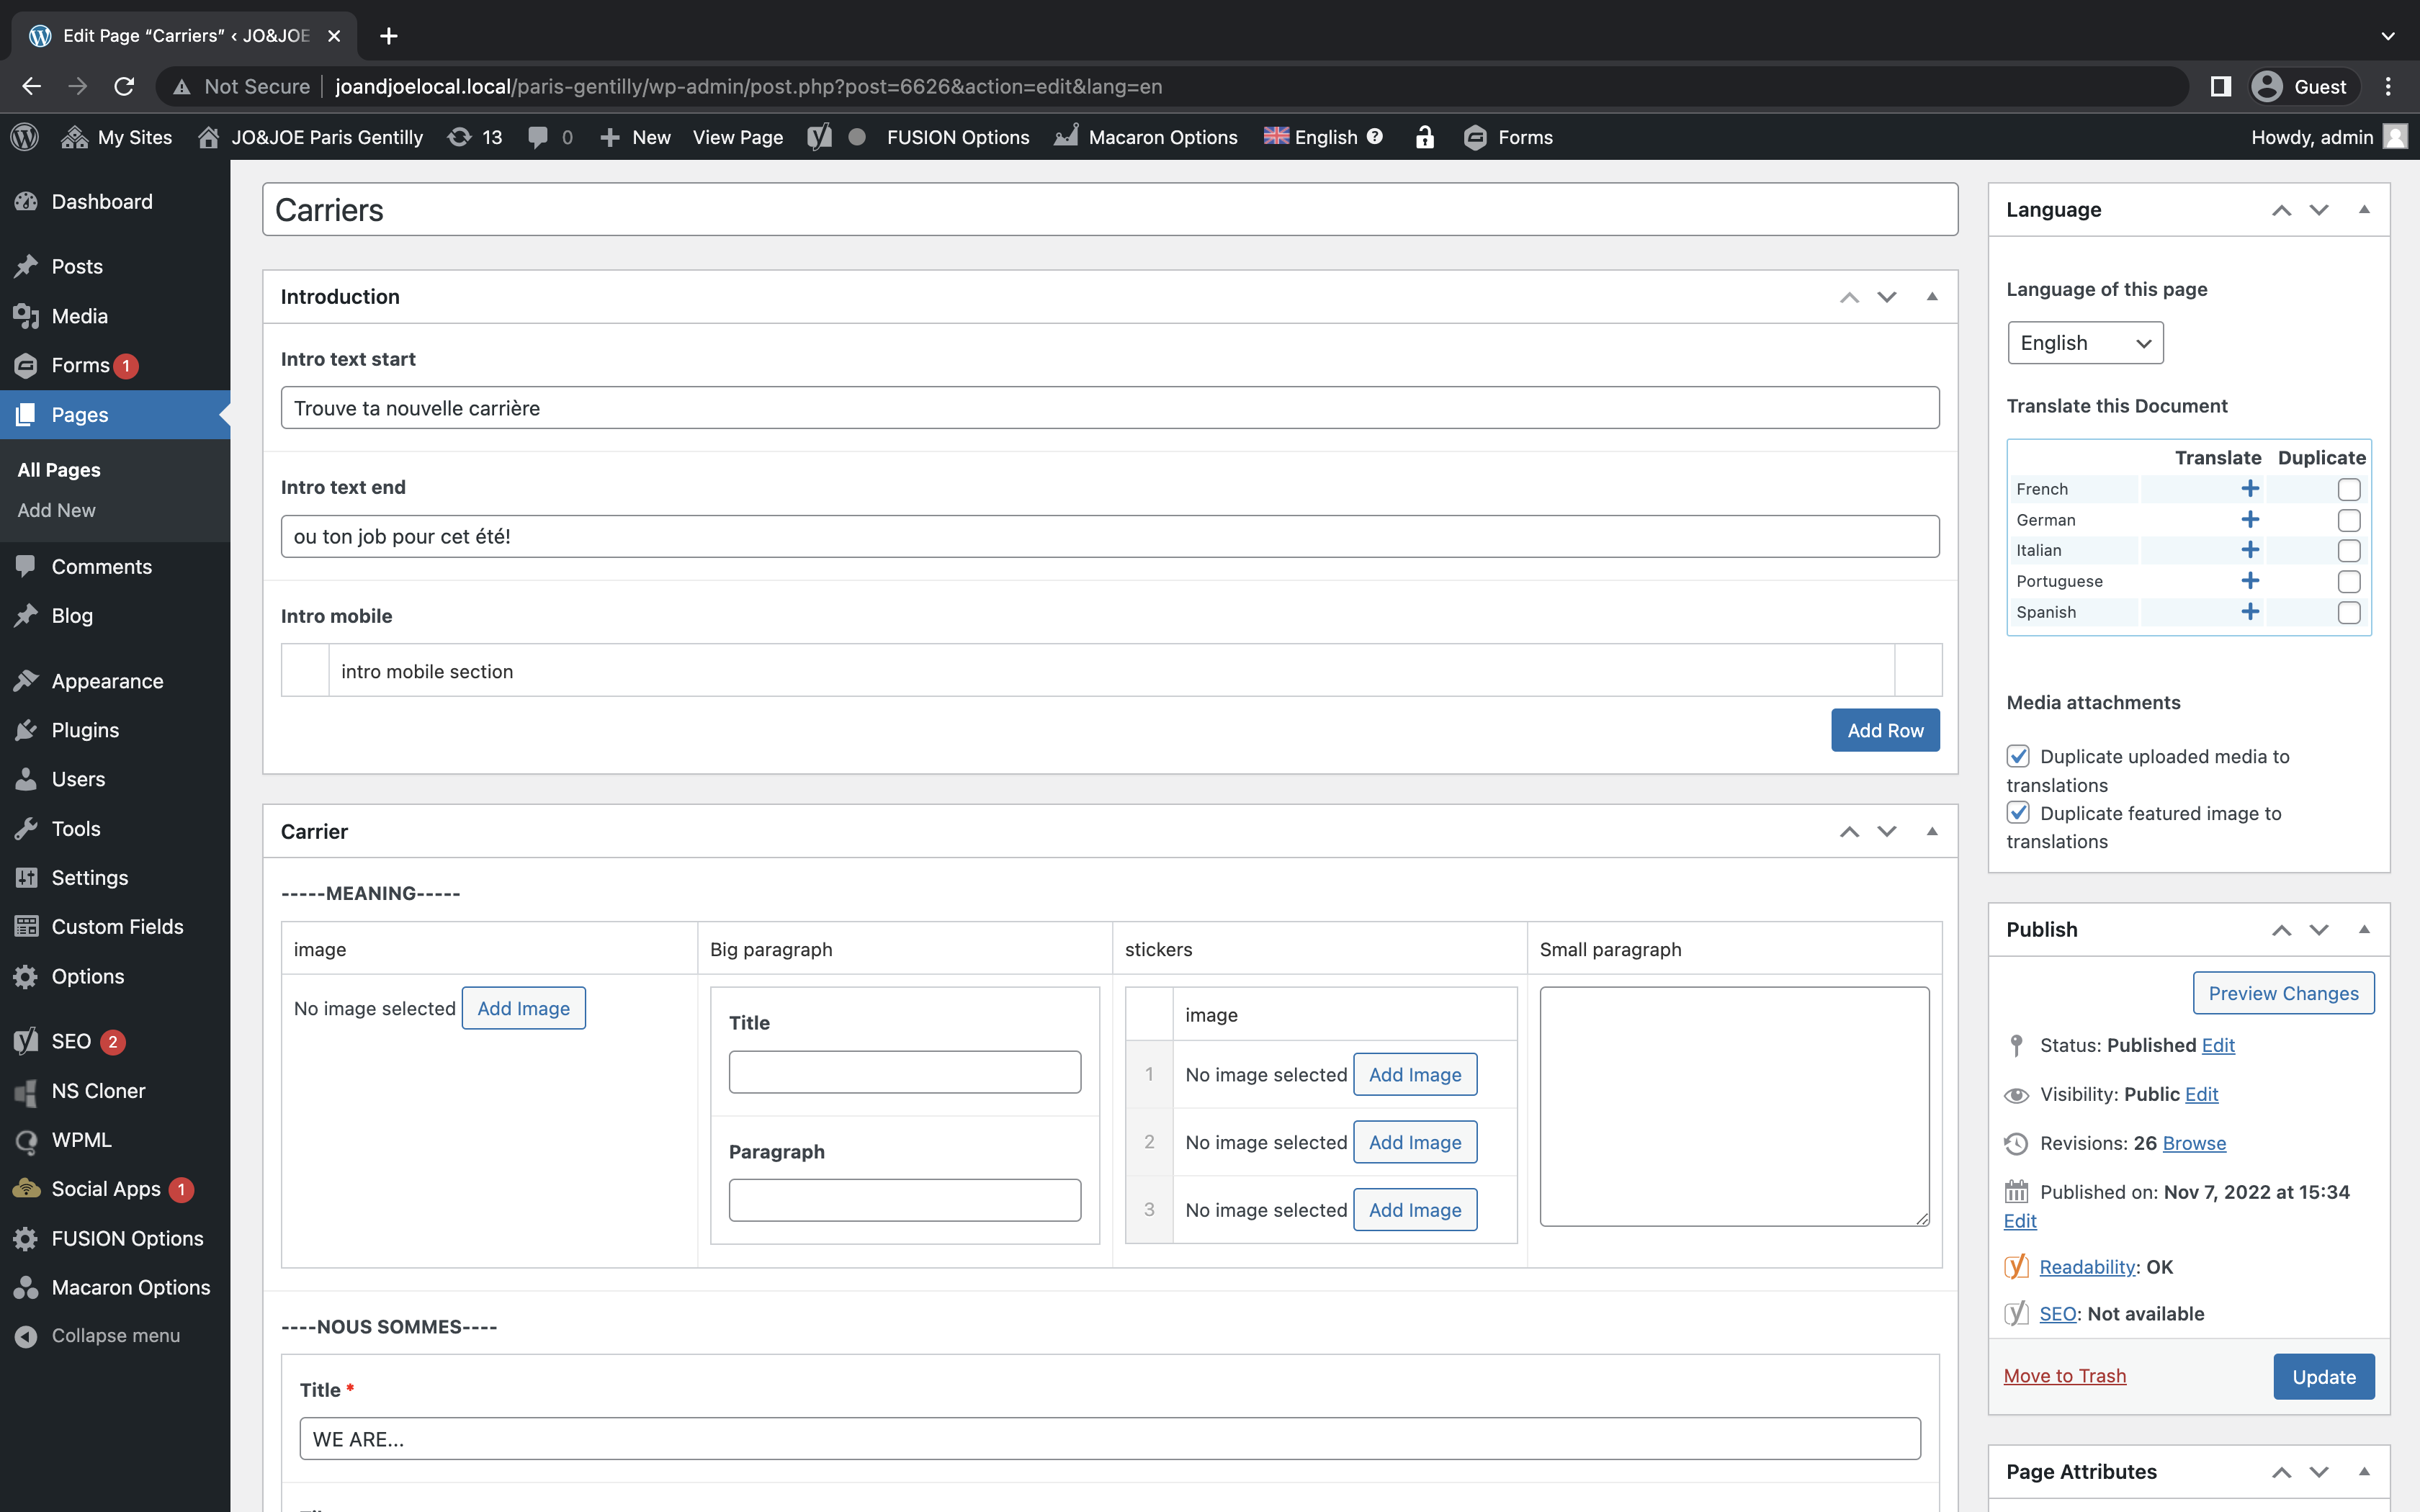 Edit Page “Carriers” ‹ JO&JOE
Not Secure
joandjoelocal.local/paris-gentilly/wp-admin/post.php?post=6626&action=edit&lang=en
Guest
My Sites
JO&JOE Paris Gentilly
13
0
New
View Page
FUSION Options
Macaron Options
English
Forms
Howdy, admin
Dashboard
Posts
Media
Forms 1
Pages
All Pages
Add New
Comments
Blog
Appearance
Plugins
Users
Tools
Settings
Custom Fields
Options
SEO 2
NS Cloner
WPML
Social Apps 1
FUSION Options
Macaron Options
Collapse menu
Carriers
Introduction
Intro text start
Trouve ta nouvelle carrière
Intro text end
ou ton job pour cet été!
Intro mobile
intro mobile section
Add Row
Carrier
-----MEANING-----
image
Big paragraph
stickers
Small paragraph
No image selected Add Image
Title
Paragraph
image
1 No image selected Add Image
2 No image selected Add Image
3 No image selected Add Image
----NOUS SOMMES----
Title *
WE ARE...
Language
Language of this page
English
Translate this Document
Translate Duplicate
French
German
Italian
Portuguese
Spanish
Media attachments
Duplicate uploaded media to
translations
Duplicate featured image to
translations
Publish
Preview Changes
Status: Published Edit
Visibility: Public Edit
Revisions: 26 Browse
Published on: Nov 7, 2022 at 15:34
Edit
Readability: OK
SEO: Not available
Move to Trash
Update
Page Attributes